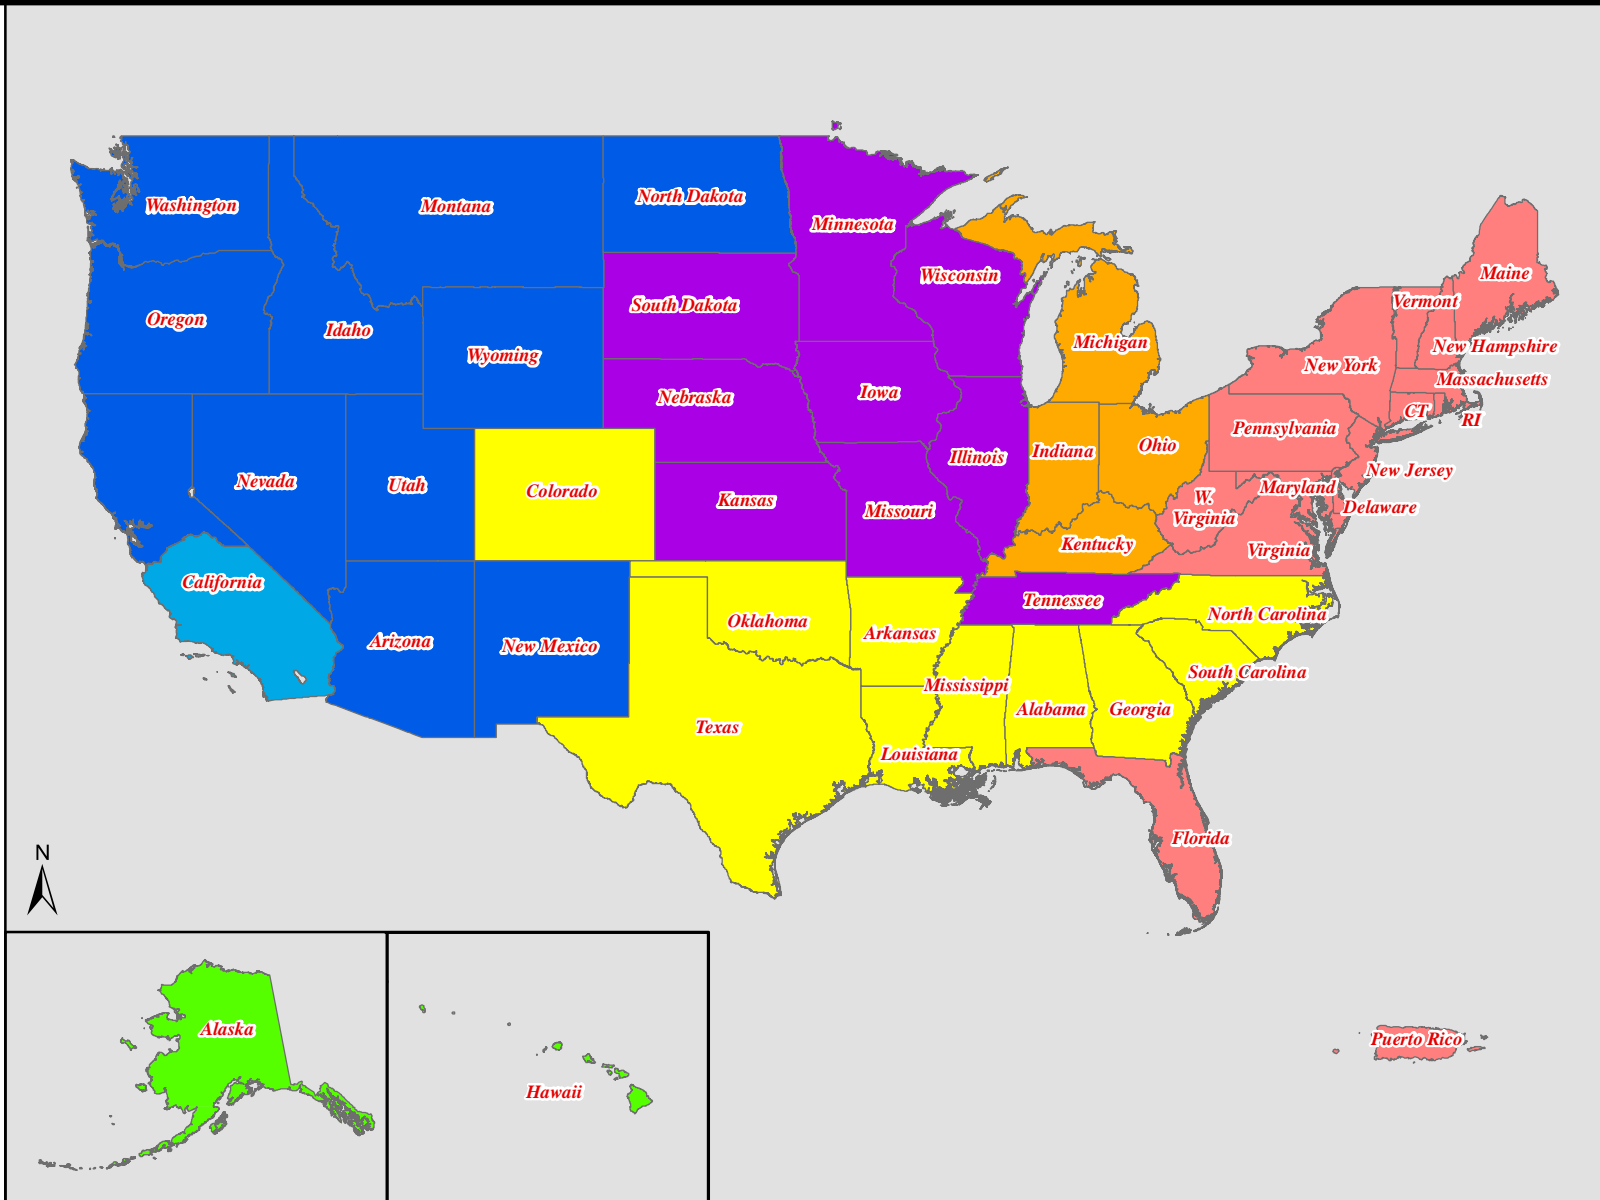 Washington
Montana
North Dakota
Minnesota
Maine
Wisconsin
South Dakota
Vermont
Oregon
Idaho
Michigan
New Hampshire
Wyoming
New York
Massachusetts
Iowa
Nebraska
CT
RI
Pennsylvania
Ohio
Indiana
Illinois
New Jersey
Nevada
Utah
Colorado
Maryland
Kansas
W.
Virginia
Delaware
Missouri
Kentucky
Virginia
California
Tennessee
North Carolina
Oklahoma
Arkansas
Arizona
New Mexico
South Carolina
Mississippi
Alabama
Georgia
Texas
Louisiana
Florida
N
Alaska
Hawaii
Puerto Rico